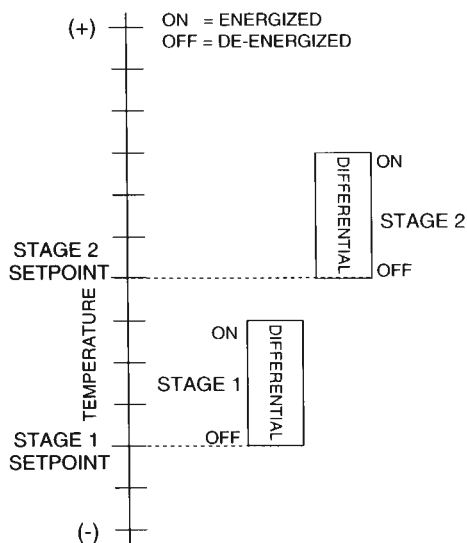 (+)
ON = ENERGIZED
OFF = DE-ENERGIZED
DIFFERENTIAL
ON
STAGE 2
OFF
STAGE 2
SETPOINT
TEMPERATURE
ON
DIFFERENTIAL
STAGE 1
OFF
STAGE 1
SETPOINT
(-)